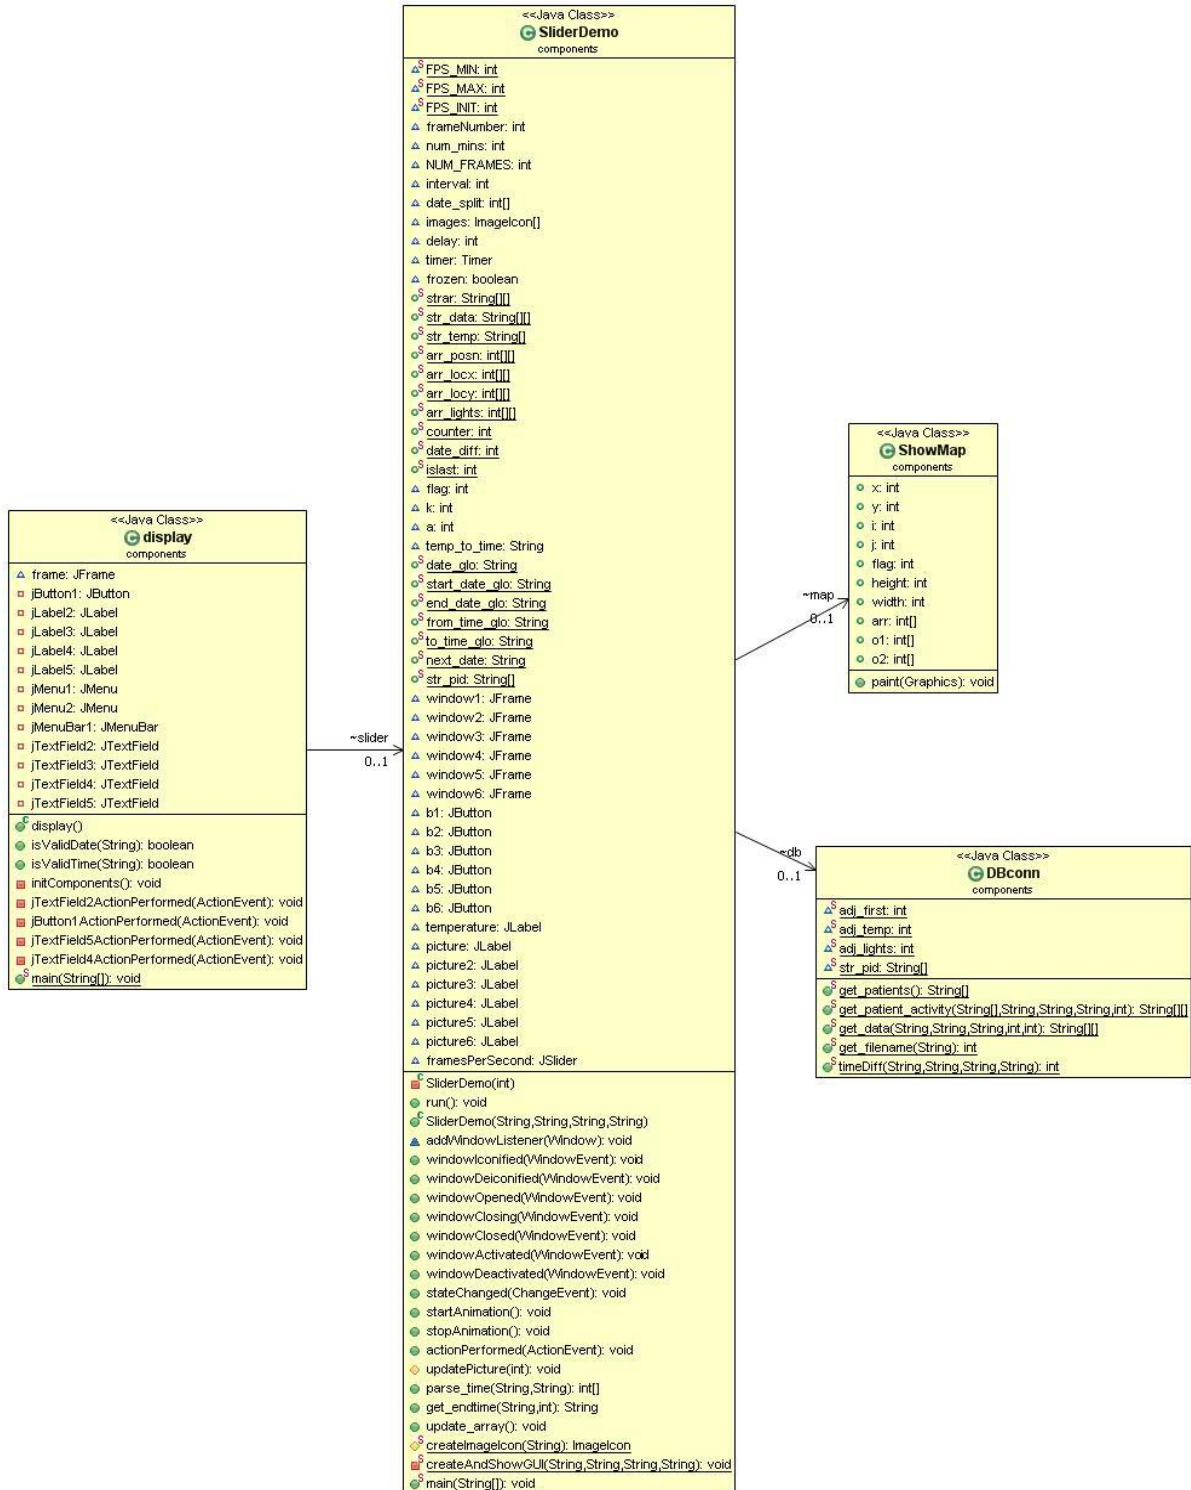 <<Java Class>>
SliderDemo
components
FPS_MIN: int
FPS_MAX: int
FPS_INIT: int
frameNumber: int
num_mins: int
NUM_FRAMES: int
interval: int
date_split: int[]
images: ImageIcon[]
delay: int
timer: Timer
frozen: boolean
strar: String[][]
str_data: String[][]
str_temp: String[]
arr_posn: int[][]
arr_locx: int[][]
arr_locy: int[][]
arr_lights: int[][]
counter: int
date_diff: int
islast: int
flag: int
k: int
a: int
temp_to_time: String
date_glo: String
start_date_glo: String
end_date_glo: String
from_time_glo: String
to_time_glo: String
next_date: String
str_pid: String[]
window1: JFrame
window2: JFrame
window3: JFrame
window4: JFrame
window5: JFrame
window6: JFrame
b1: JButton
b2: JButton
b3: JButton
b4: JButton
b5: JButton
b6: JButton
temperature: JLabel
picture: JLabel
picture2: JLabel
picture3: JLabel
picture4: JLabel
picture5: JLabel
picture6: JLabel
framesPerSecond: JSlider
SliderDemo(int)
run(): void
SliderDemo(String,String,String,String)
addWindowListener(Window): void
windowIconified(WindowEvent): void
windowDeiconified(WindowEvent): void
windowOpened(WindowEvent): void
windowClosing(WindowEvent): void
windowClosed(WindowEvent): void
windowActivated(WindowEvent): void
windowDeactivated(WindowEvent): void
stateChanged(ChangeEvent): void
startAnimation(): void
stopAnimation(): void
actionPerformed(ActionEvent): void
updatePicture(int): void
parse_time(String,String): int[]
get_endtime(String,int): String
update_array(): void
createImageIcon(String): ImageIcon
createAndShowGUI(String,String,String,String): void
main(String[]): void
<<Java Class>>
display
components
frame: JFrame
jButton1: JButton
jLabel2: JLabel
jLabel3: JLabel
jLabel4: JLabel
jLabel5: JLabel
jMenu1: JMenu
jMenu2: JMenu
jMenuBar1: JMenuBar
jTextField2: JTextField
jTextField3: JTextField
jTextField4: JTextField
jTextField5: JTextField
display()
isValidDate(String): boolean
isValidTime(String): boolean
initComponents(): void
jTextField2ActionPerformed(ActionEvent): void
jButton1ActionPerformed(ActionEvent): void
jTextField5ActionPerformed(ActionEvent): void
jTextField4ActionPerformed(ActionEvent): void
main(String[]): void
~slider
0..1
~map
0..1
<<Java Class>>
ShowMap
components
x: int
y: int
i: int
j: int
flag: int
height: int
width: int
arr: int[]
o1: int[]
o2: int[]
paint(Graphics): void
~db
0..1
<<Java Class>>
DBconn
components
adj_first: int
adj_temp: int
adj_lights: int
str_pid: String[]
get_patients(): String[]
get_patient_activity(String[],String,String,String,int): String[][]
get_data(String,String,String,int,int): String[][]
get_filename(String): int
timeDiff(String,String,String,String): int